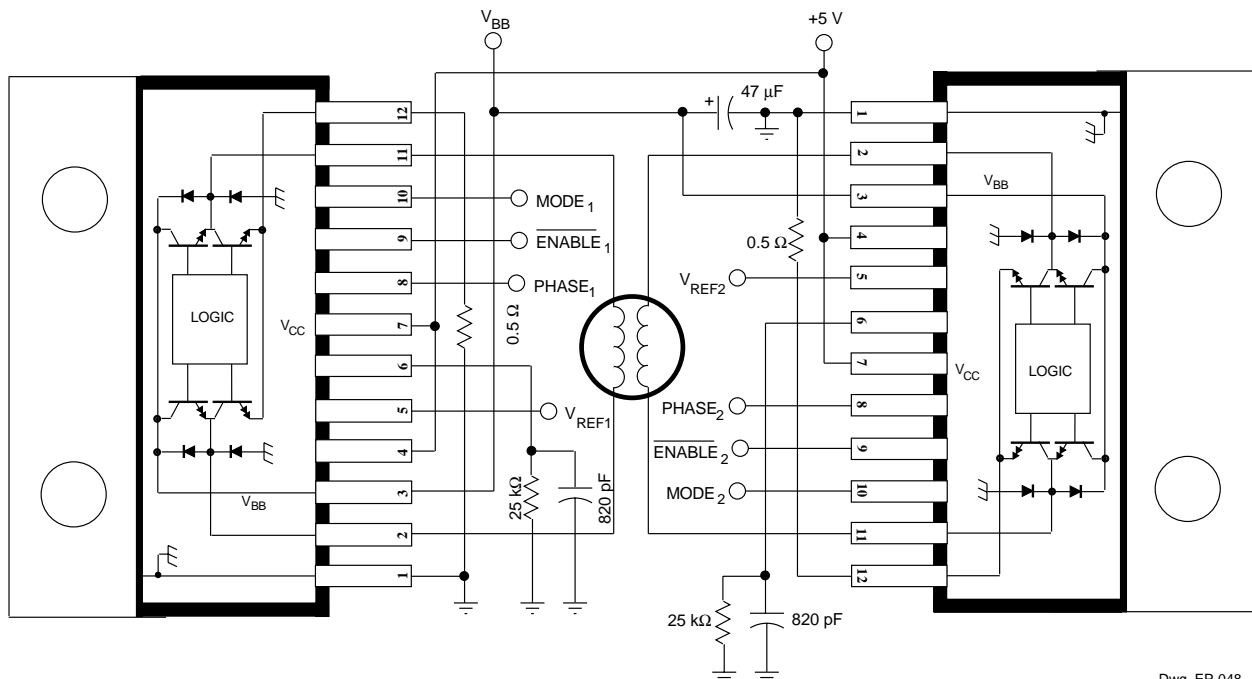 V_BB
+5 V
47 µF
+
12
11
10
9
8
7
6
5
4
3
2
1
MODE_1
ENABLE_1
PHASE_1
V_CC
LOGIC
V_BB
0.5 Ω
V_REF1
25 kΩ
820 pF
1
2
3
4
5
6
7
8
9
10
11
12
V_BB
0.5 Ω
V_REF2
V_CC
LOGIC
PHASE_2
ENABLE_2
MODE_2
25 kΩ
820 pF
Dwg. EP-048